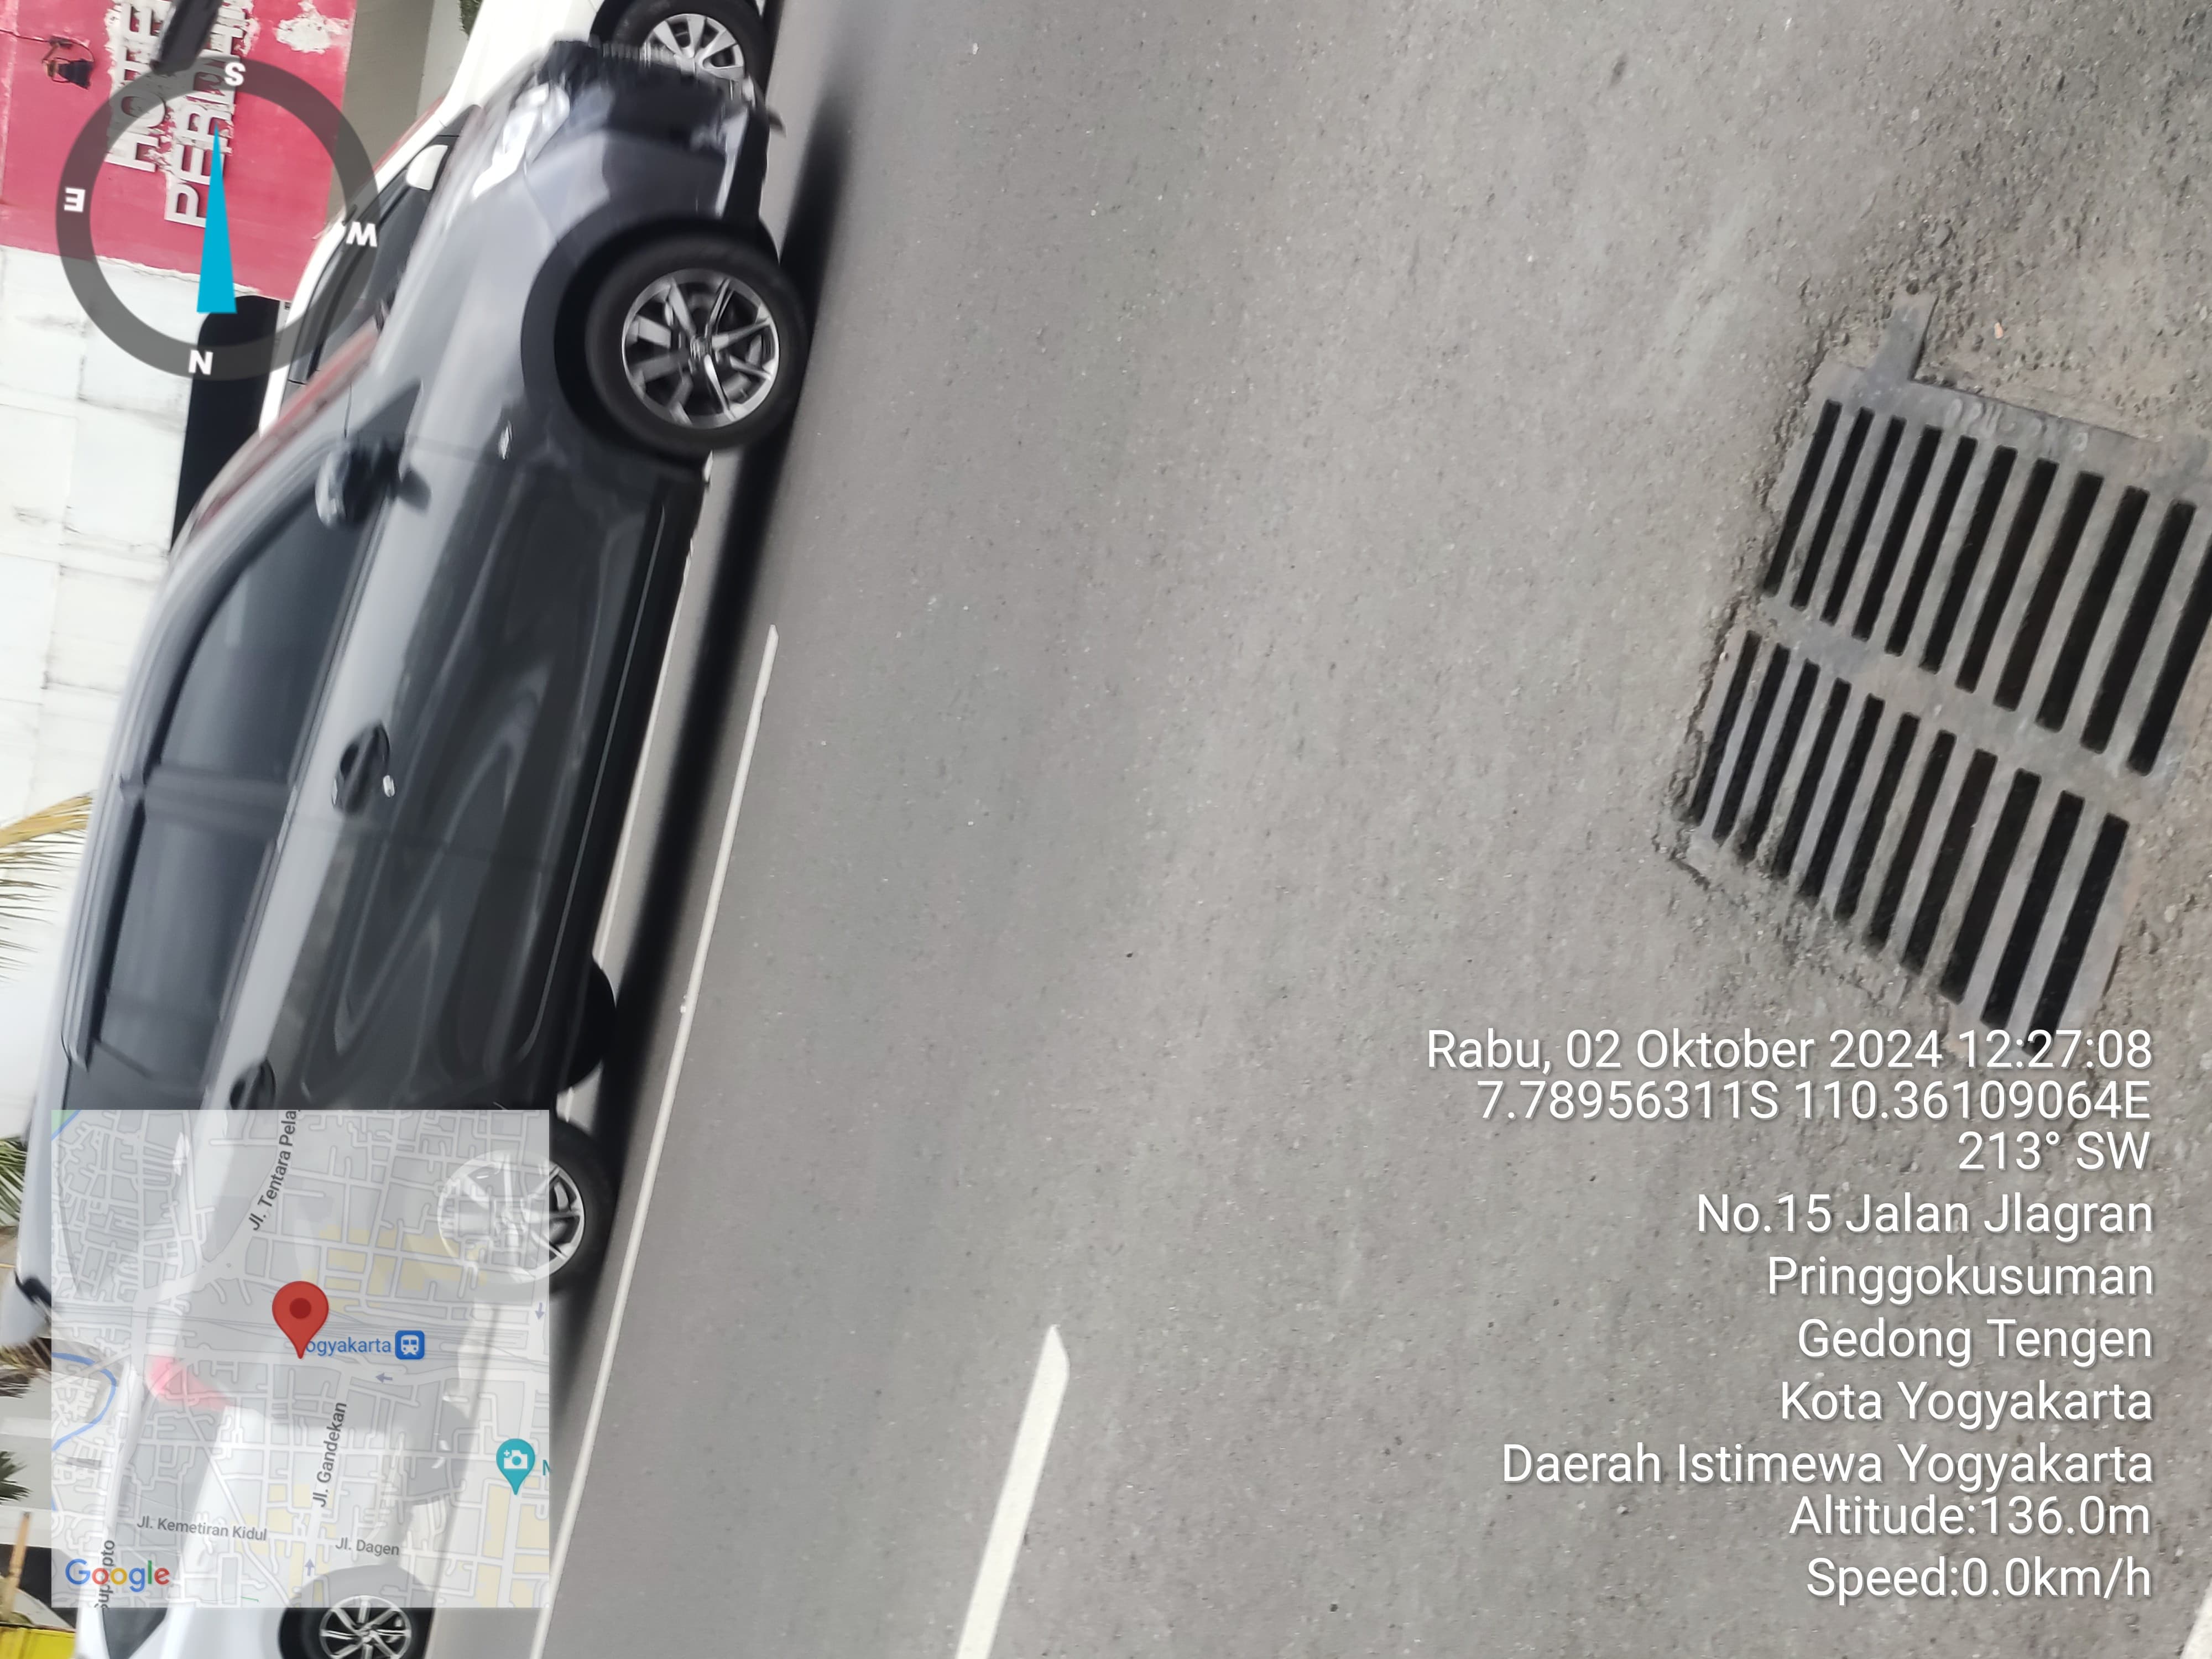 HOTE
PERDAN
S
E
W
N
Jl. Tentara Pela
ogyakarta
Jl. Gandekan
Jl. Kemetiran Kidul
Jl. Dagen
Google
Rabu, 02 Oktober 2024 12:27:08
7.78956311S 110.36109064E
213° SW
No.15 Jalan Jlagran
Pringgokusuman
Gedong Tengen
Kota Yogyakarta
Daerah Istimewa Yogyakarta
Altitude:136.0m
Speed:0.0km/h